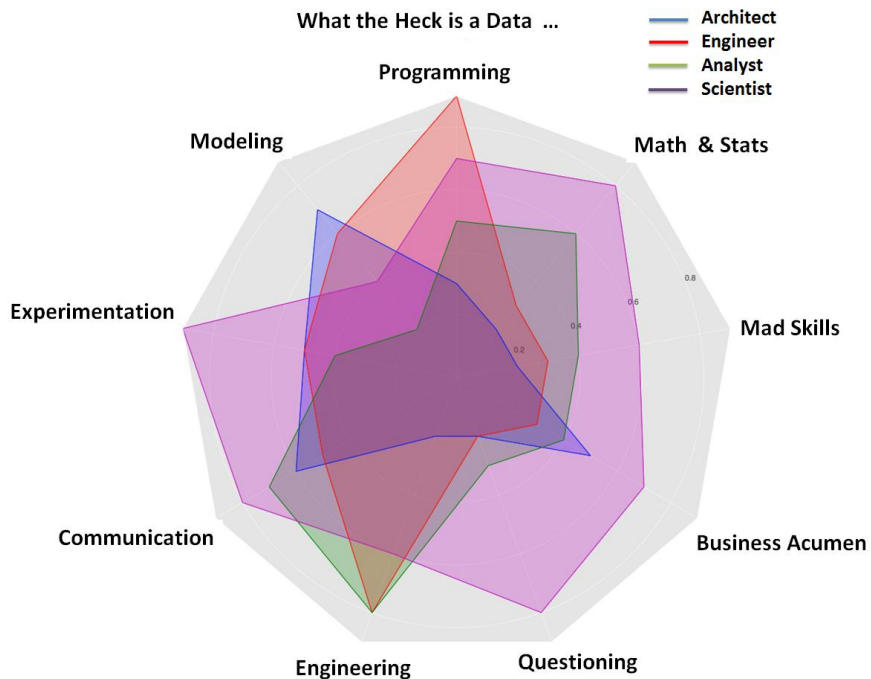 What the Heck is a Data ...
Architect
Engineer
Analyst
Scientist
Programming
Modeling
Math & Stats
0.8
Experimentation
0.6
Mad Skills
0.4
0.2
Communication
Business Acumen
Engineering
Questioning